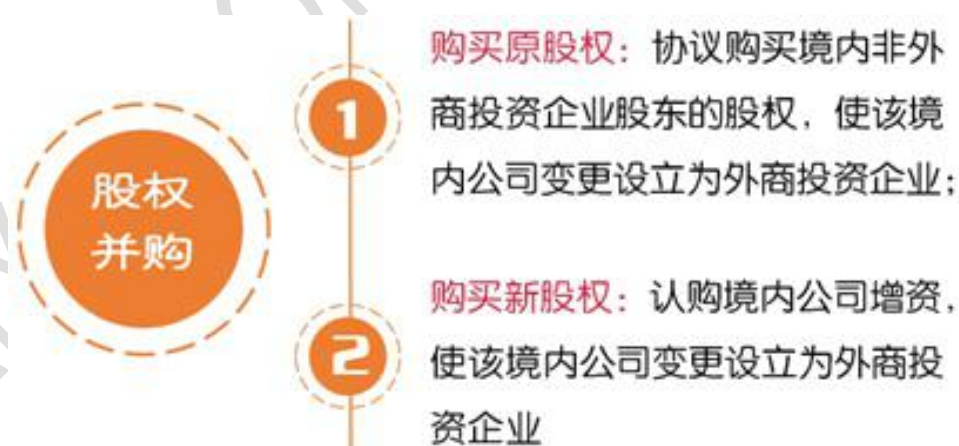 股权
并购
1
购买原股权：协议购买境内非外
商投资企业股东的股权，使该境
内公司变更设立为外商投资企业；
2
购买新股权：认购境内公司增资，
使该境内公司变更设立为外商投
资企业